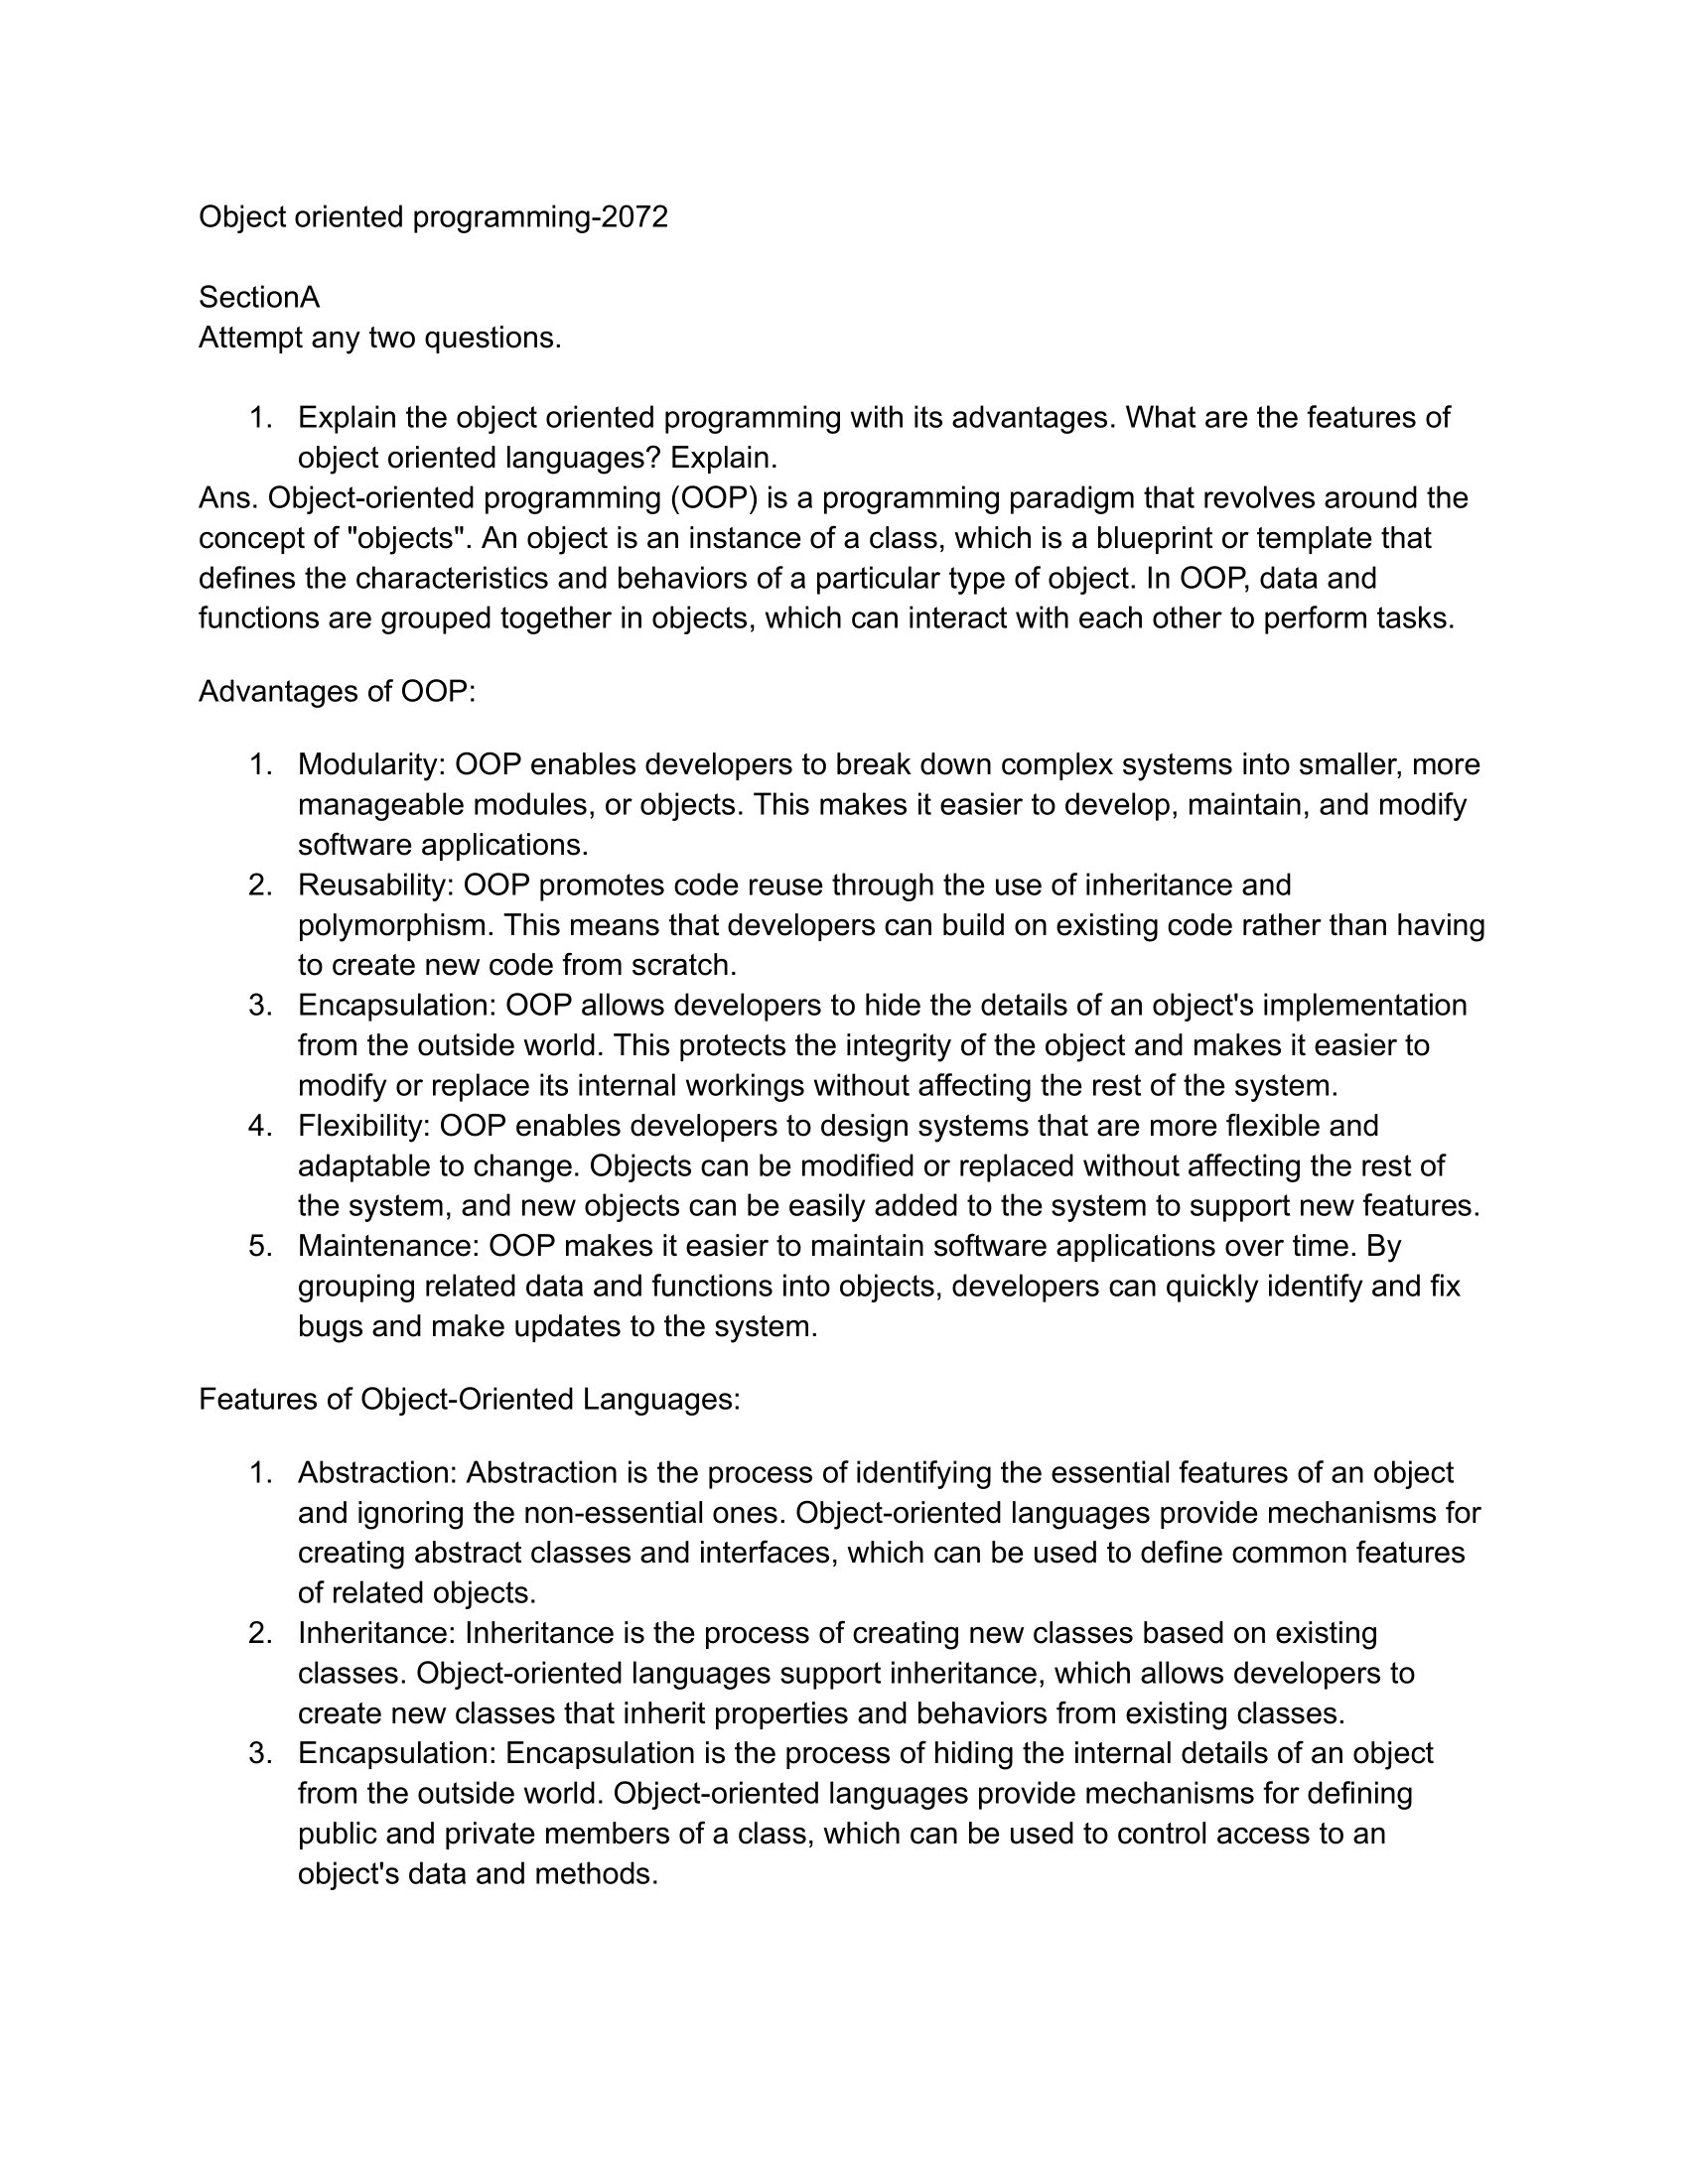 Object oriented programming-2072
SectionA
Attempt any two questions.
1. Explain the object oriented programming with its advantages. What are the features of
object oriented languages? Explain.
Ans. Object-oriented programming (OOP) is a programming paradigm that revolves around the
concept of "objects". An object is an instance of a class, which is a blueprint or template that
defines the characteristics and behaviors of a particular type of object. In OOP, data and
functions are grouped together in objects, which can interact with each other to perform tasks.
Advantages of OOP:
1. Modularity: OOP enables developers to break down complex systems into smaller, more
manageable modules, or objects. This makes it easier to develop, maintain, and modify
software applications.
2. Reusability: OOP promotes code reuse through the use of inheritance and
polymorphism. This means that developers can build on existing code rather than having
to create new code from scratch.
3. Encapsulation: OOP allows developers to hide the details of an object's implementation
from the outside world. This protects the integrity of the object and makes it easier to
modify or replace its internal workings without affecting the rest of the system.
4. Flexibility: OOP enables developers to design systems that are more flexible and
adaptable to change. Objects can be modified or replaced without affecting the rest of
the system, and new objects can be easily added to the system to support new features.
5. Maintenance: OOP makes it easier to maintain software applications over time. By
grouping related data and functions into objects, developers can quickly identify and fix
bugs and make updates to the system.
Features of Object-Oriented Languages:
1. Abstraction: Abstraction is the process of identifying the essential features of an object
and ignoring the non-essential ones. Object-oriented languages provide mechanisms for
creating abstract classes and interfaces, which can be used to define common features
of related objects.
2. Inheritance: Inheritance is the process of creating new classes based on existing
classes. Object-oriented languages support inheritance, which allows developers to
create new classes that inherit properties and behaviors from existing classes.
3. Encapsulation: Encapsulation is the process of hiding the internal details of an object
from the outside world. Object-oriented languages provide mechanisms for defining
public and private members of a class, which can be used to control access to an
object's data and methods.